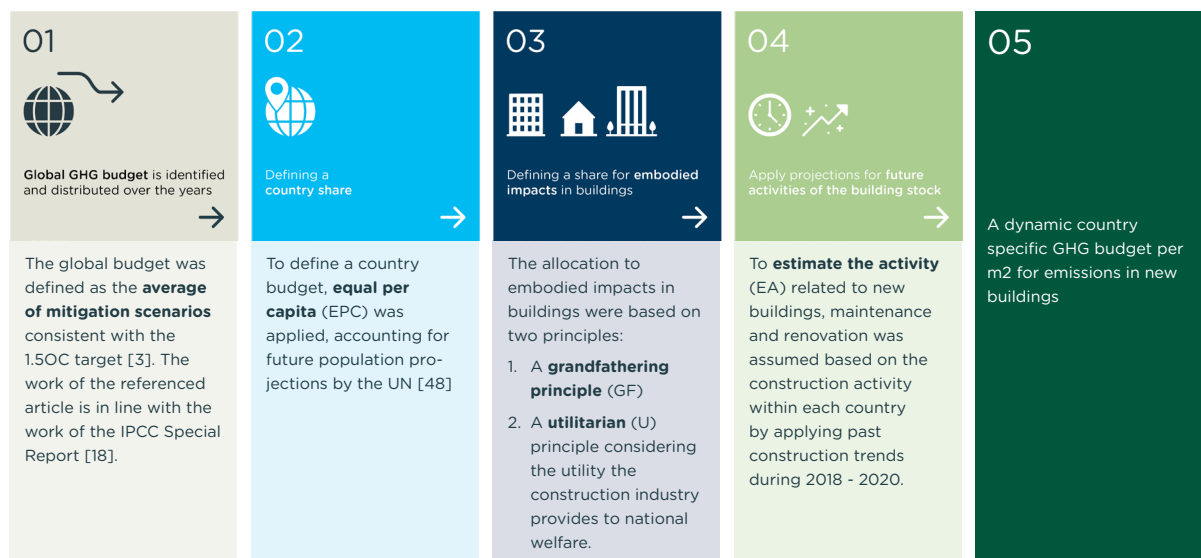 01
Global GHG budget is identified
and distributed over the years
The global budget was
defined as the average
of mitigation scenarios
consistent with the
1.5OC target [3]. The
work of the referenced
article is in line with the
work of the IPCC Special
Report [18].
02
Defining a
country share
To define a country
budget, equal per
capita (EPC) was
applied, accounting for
future population pro-
jections by the UN [48]
03
Defining a share for embodied
impacts in buildings
The allocation to
embodied impacts in
buildings were based on
two principles:
1. A grandfathering
principle (GF)
2. A utilitarian (U)
principle considering
the utility the
construction industry
provides to national
welfare.
04
Apply projections for future
activities of the building stock
To estimate the activity
(EA) related to new
buildings, maintenance
and renovation was
assumed based on the
construction activity
within each country
by applying past
construction trends
during 2018 - 2020.
05
A dynamic country
specific GHG budget per
m2 for emissions in new
buildings